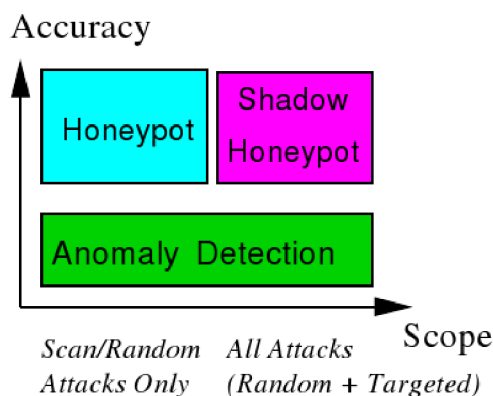 Accuracy
Honeypot
Shadow
Honeypot
Anomaly Detection
Scope
Scan/Random
Attacks Only
All Attacks
(Random + Targeted)